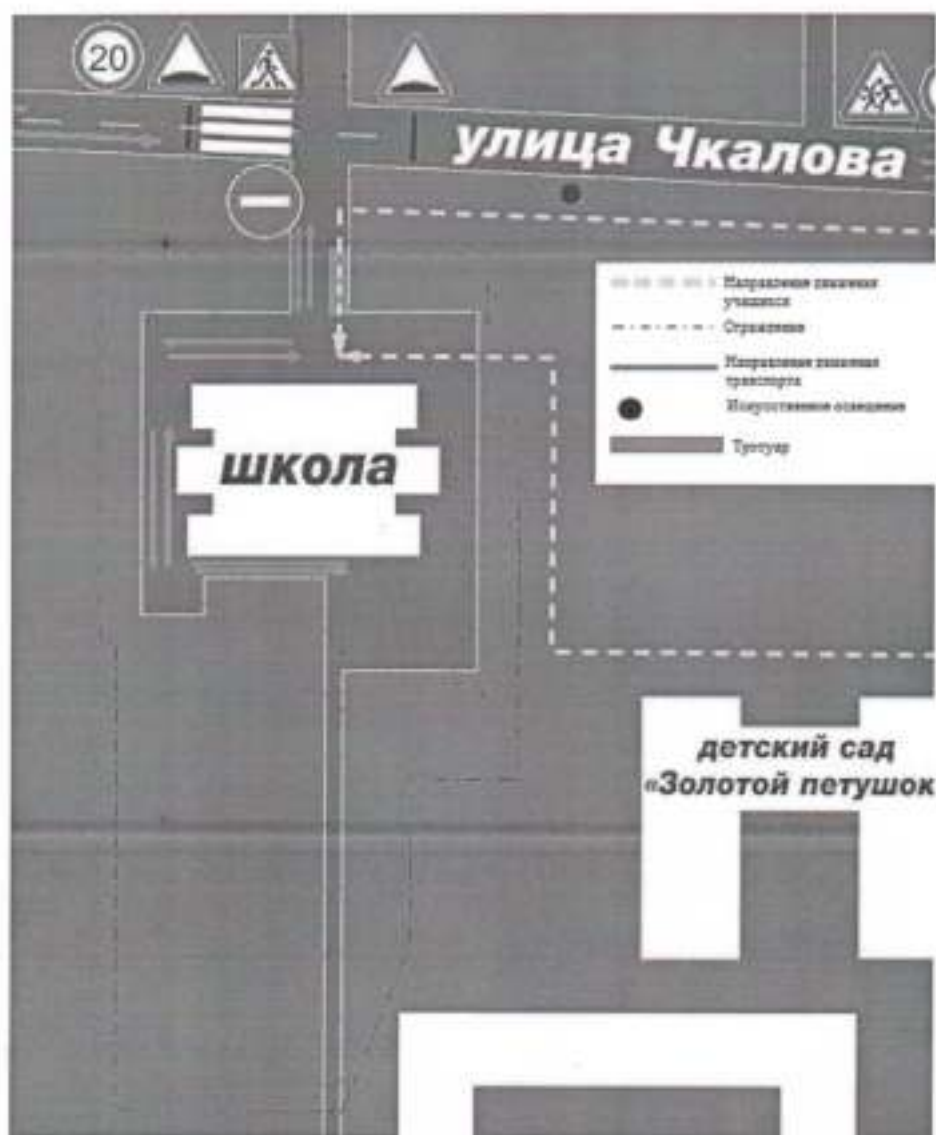 20
улица Чкалова
Направление движения
учащихся
Ограждение
Направление движения
транспорта
Искусственное освещение
Тротуар
школа
детский сад
«Золотой петушок